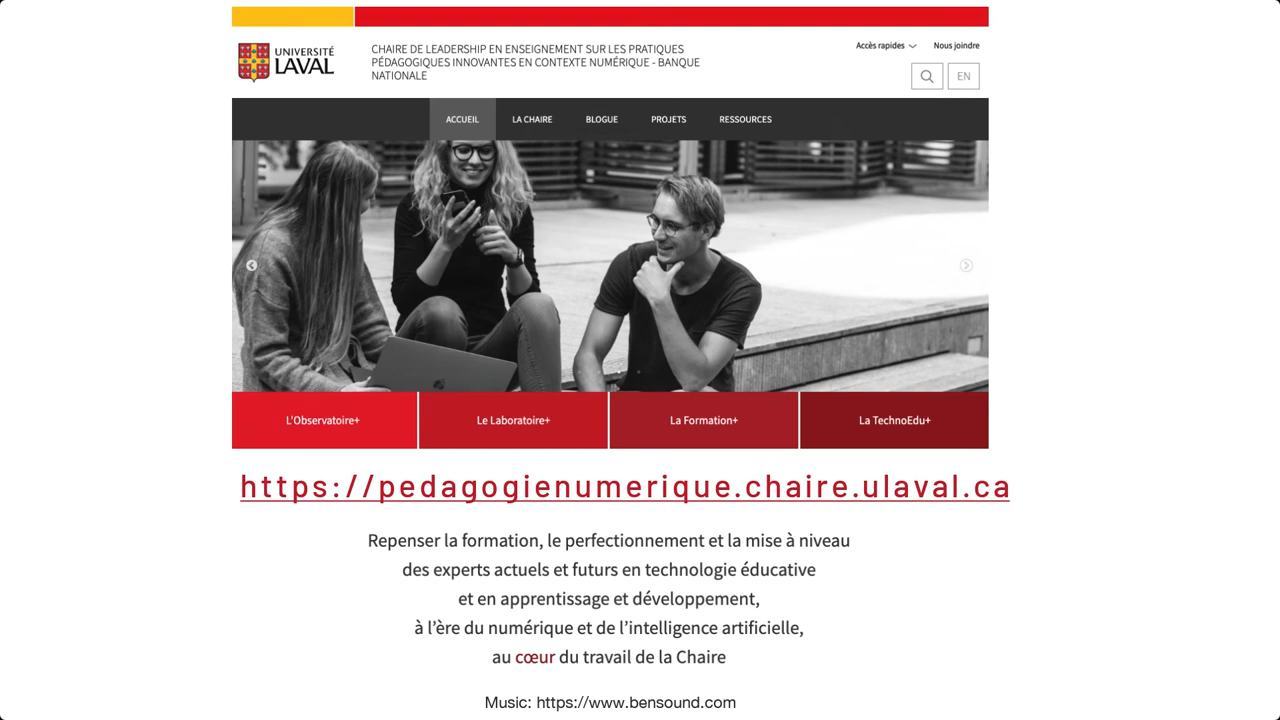 UNIVERSITÉ
LAVAL
CHAIRE DE LEADERSHIP EN ENSEIGNEMENT SUR LES PRATIQUES
PÉDAGOGIQUES INNOVANTES EN CONTEXTE NUMÉRIQUE - BANQUE
NATIONALE
Accès rapides
Nous joindre
EN
ACCUEIL
LA CHAIRE
BLOGUE
PROJETS
RESSOURCES
L’Observatoire+
Le Laboratoire+
La Formation+
La TechnoEdu+
https://pedagogienumerique.chaire.ulaval.ca
Repenser la formation, le perfectionnement et la mise à niveau
des experts actuels et futurs en technologie éducative
et en apprentissage et développement,
à l’ère du numérique et de l’intelligence artificielle,
au cœur du travail de la Chaire
Music: https://www.bensound.com